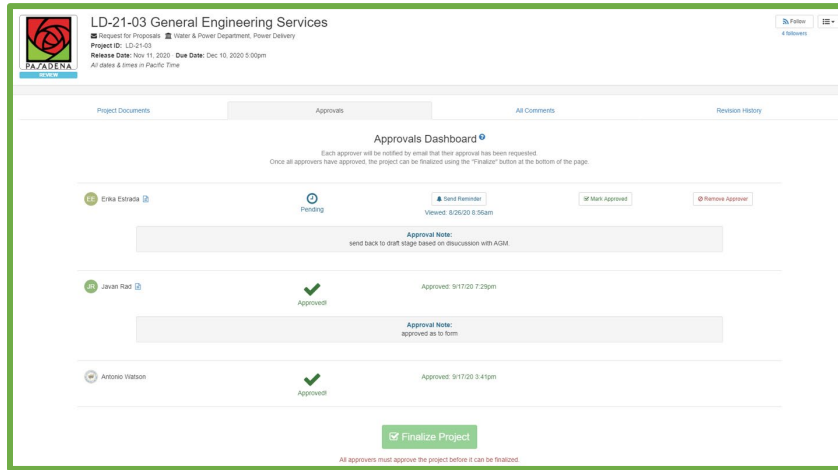 LD-21-03 General Engineering Services
Request for Proposals Water & Power Department, Power Delivery
Project ID: LD-21-03
Release Date: Nov 11, 2020 Due Date: Dec 10, 2020 5:00pm
All dates & times in Pacific Time
PASADENA
REVIEW
Follow
4 followers
Project Documents Approvals All Comments Revision History
Approvals Dashboard ?
Each approver will be notified by email that their approval has been requested.
Once all approvers have approved, the project can be finalized using the "Finalize" button at the bottom of the page.
EE Erika Estrada Pending Send Reminder Mark Approved Remove Approver
Viewed: 8/26/20 8:56am
Approval Note:
send back to draft stage based on disucussion with AGM.
JR Javan Rad Approved! Approved: 9/17/20 7:29pm
Approval Note:
approved as to form
Antonio Watson Approved! Approved: 9/17/20 3:41pm
Finalize Project
All approvers must approve the project before it can be finalized.